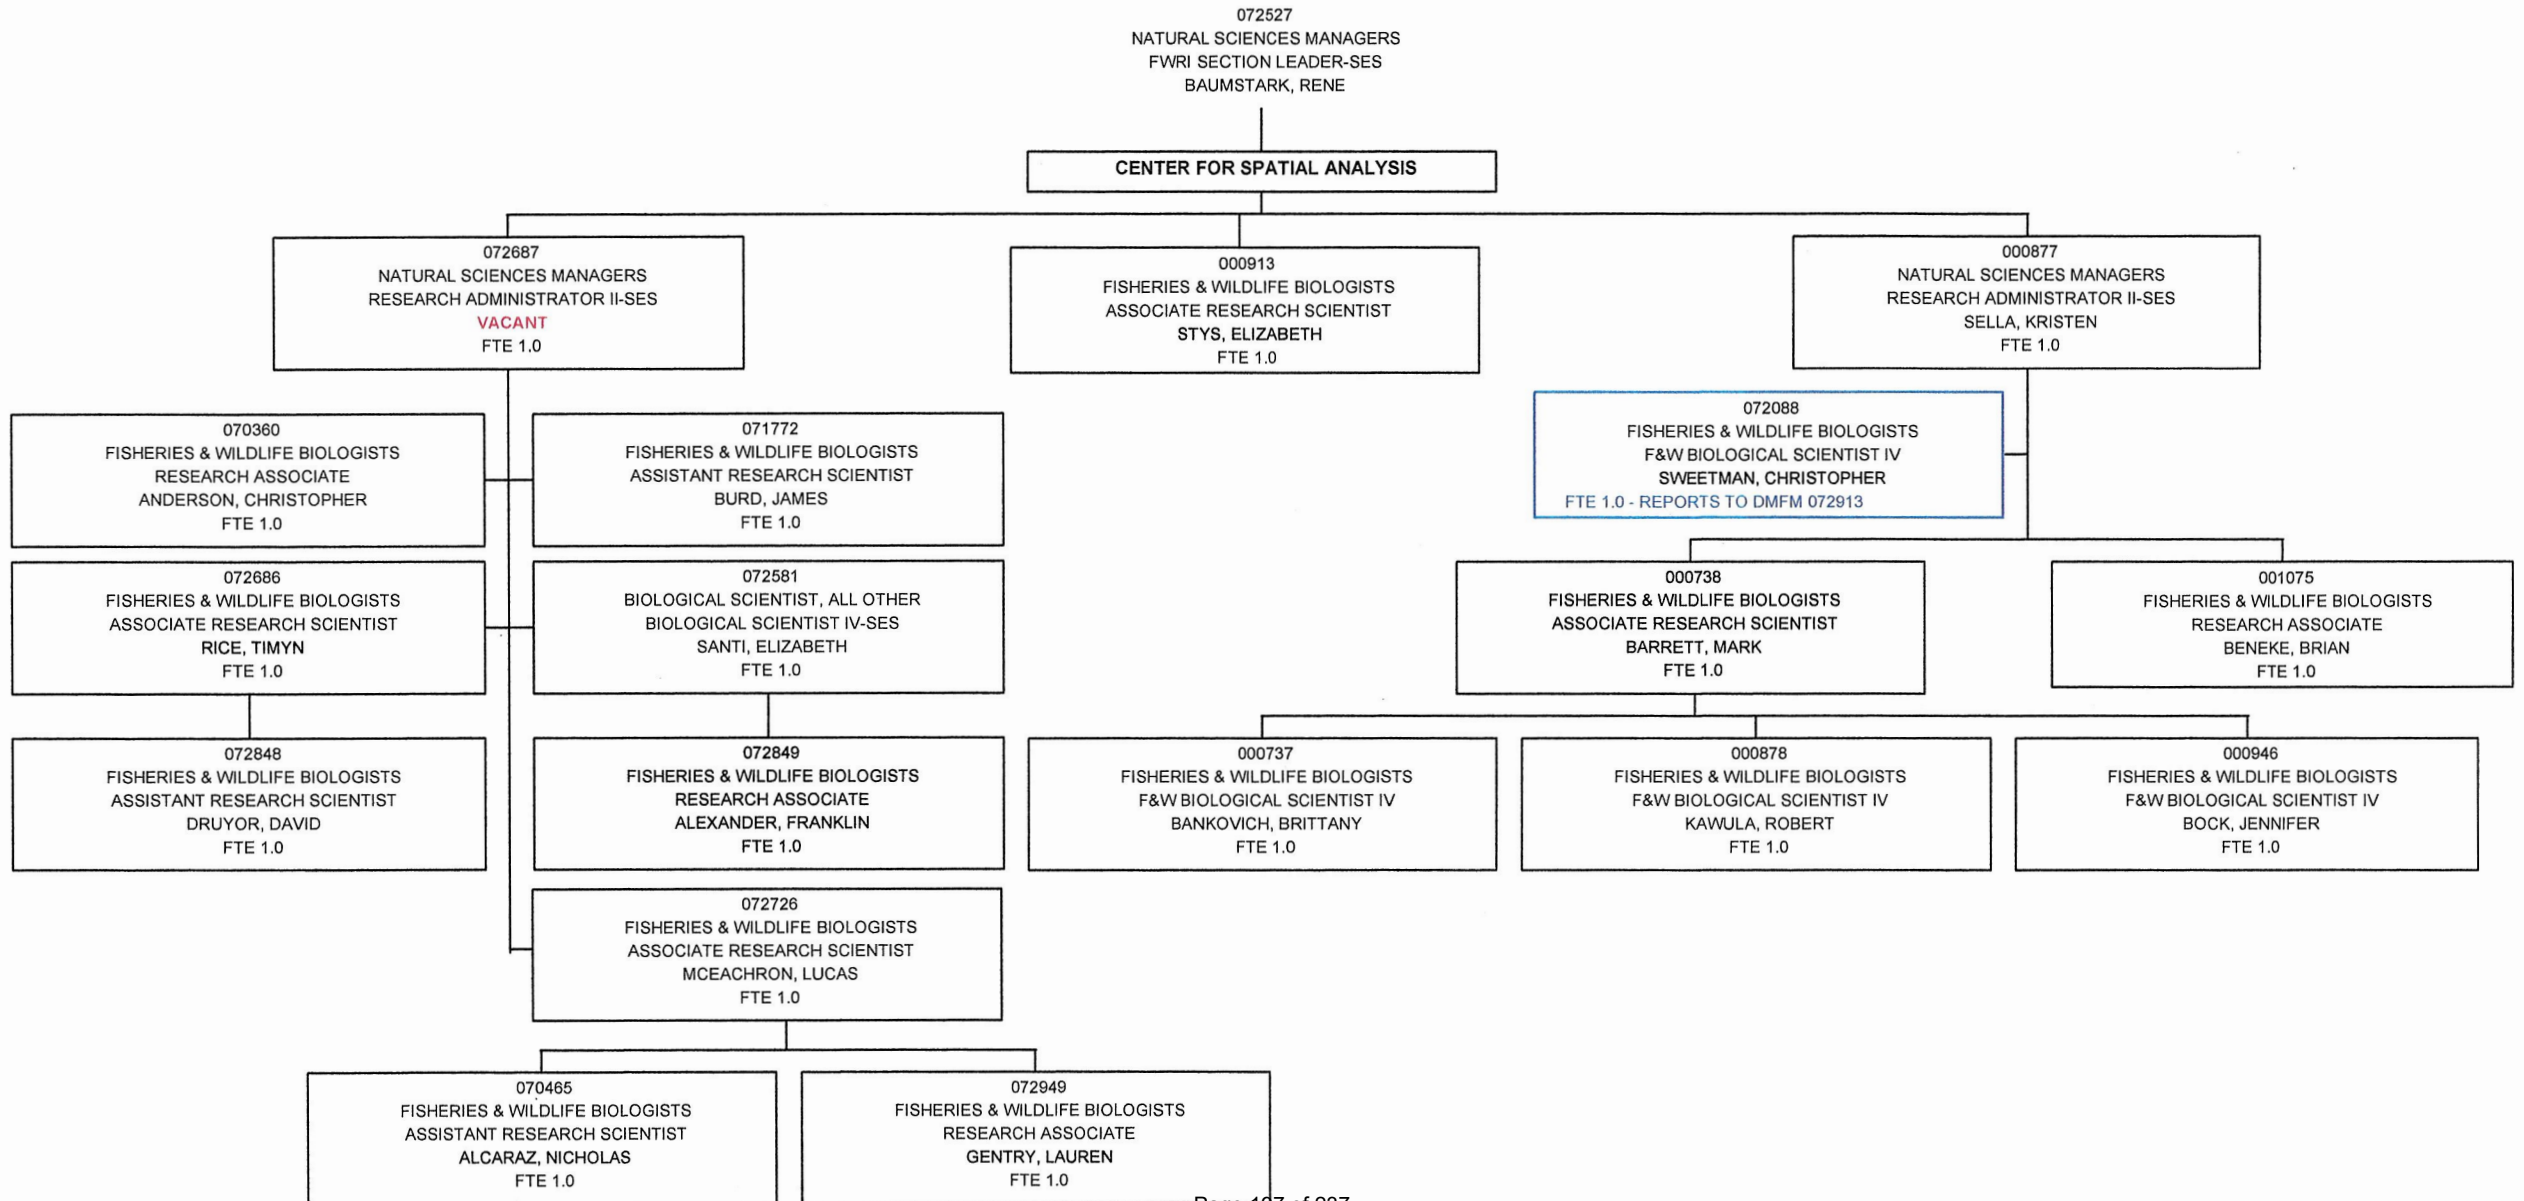 072527
NATURAL SCIENCES MANAGERS
FWRI SECTION LEADER-SES
BAUMSTARK, RENE
CENTER FOR SPATIAL ANALYSIS
072687
NATURAL SCIENCES MANAGERS
RESEARCH ADMINISTRATOR II-SES
VACANT
FTE 1.0
000913
FISHERIES & WILDLIFE BIOLOGISTS
ASSOCIATE RESEARCH SCIENTIST
STYS, ELIZABETH
FTE 1.0
000877
NATURAL SCIENCES MANAGERS
RESEARCH ADMINISTRATOR II-SES
SELLA, KRISTEN
FTE 1.0
070360
FISHERIES & WILDLIFE BIOLOGISTS
RESEARCH ASSOCIATE
ANDERSON, CHRISTOPHER
FTE 1.0
071772
FISHERIES & WILDLIFE BIOLOGISTS
ASSISTANT RESEARCH SCIENTIST
BURD, JAMES
FTE 1.0
072088
FISHERIES & WILDLIFE BIOLOGISTS
F&W BIOLOGICAL SCIENTIST IV
SWEETMAN, CHRISTOPHER
FTE 1.0 - REPORTS TO DMFM 072913
072686
FISHERIES & WILDLIFE BIOLOGISTS
ASSOCIATE RESEARCH SCIENTIST
RICE, TIMYN
FTE 1.0
072581
BIOLOGICAL SCIENTIST, ALL OTHER
BIOLOGICAL SCIENTIST IV-SES
SANTI, ELIZABETH
FTE 1.0
000738
FISHERIES & WILDLIFE BIOLOGISTS
ASSOCIATE RESEARCH SCIENTIST
BARRETT, MARK
FTE 1.0
001075
FISHERIES & WILDLIFE BIOLOGISTS
RESEARCH ASSOCIATE
BENEKE, BRIAN
FTE 1.0
072848
FISHERIES & WILDLIFE BIOLOGISTS
ASSISTANT RESEARCH SCIENTIST
DRUYOR, DAVID
FTE 1.0
072849
FISHERIES & WILDLIFE BIOLOGISTS
RESEARCH ASSOCIATE
ALEXANDER, FRANKLIN
FTE 1.0
000737
FISHERIES & WILDLIFE BIOLOGISTS
F&W BIOLOGICAL SCIENTIST IV
BANKOVICH, BRITTANY
FTE 1.0
000878
FISHERIES & WILDLIFE BIOLOGISTS
F&W BIOLOGICAL SCIENTIST IV
KAWULA, ROBERT
FTE 1.0
000946
FISHERIES & WILDLIFE BIOLOGISTS
F&W BIOLOGICAL SCIENTIST IV
BOCK, JENNIFER
FTE 1.0
072726
FISHERIES & WILDLIFE BIOLOGISTS
ASSOCIATE RESEARCH SCIENTIST
MCEACHRON, LUCAS
FTE 1.0
070465
FISHERIES & WILDLIFE BIOLOGISTS
ASSISTANT RESEARCH SCIENTIST
ALCARAZ, NICHOLAS
FTE 1.0
072949
FISHERIES & WILDLIFE BIOLOGISTS
RESEARCH ASSOCIATE
GENTRY, LAUREN
FTE 1.0